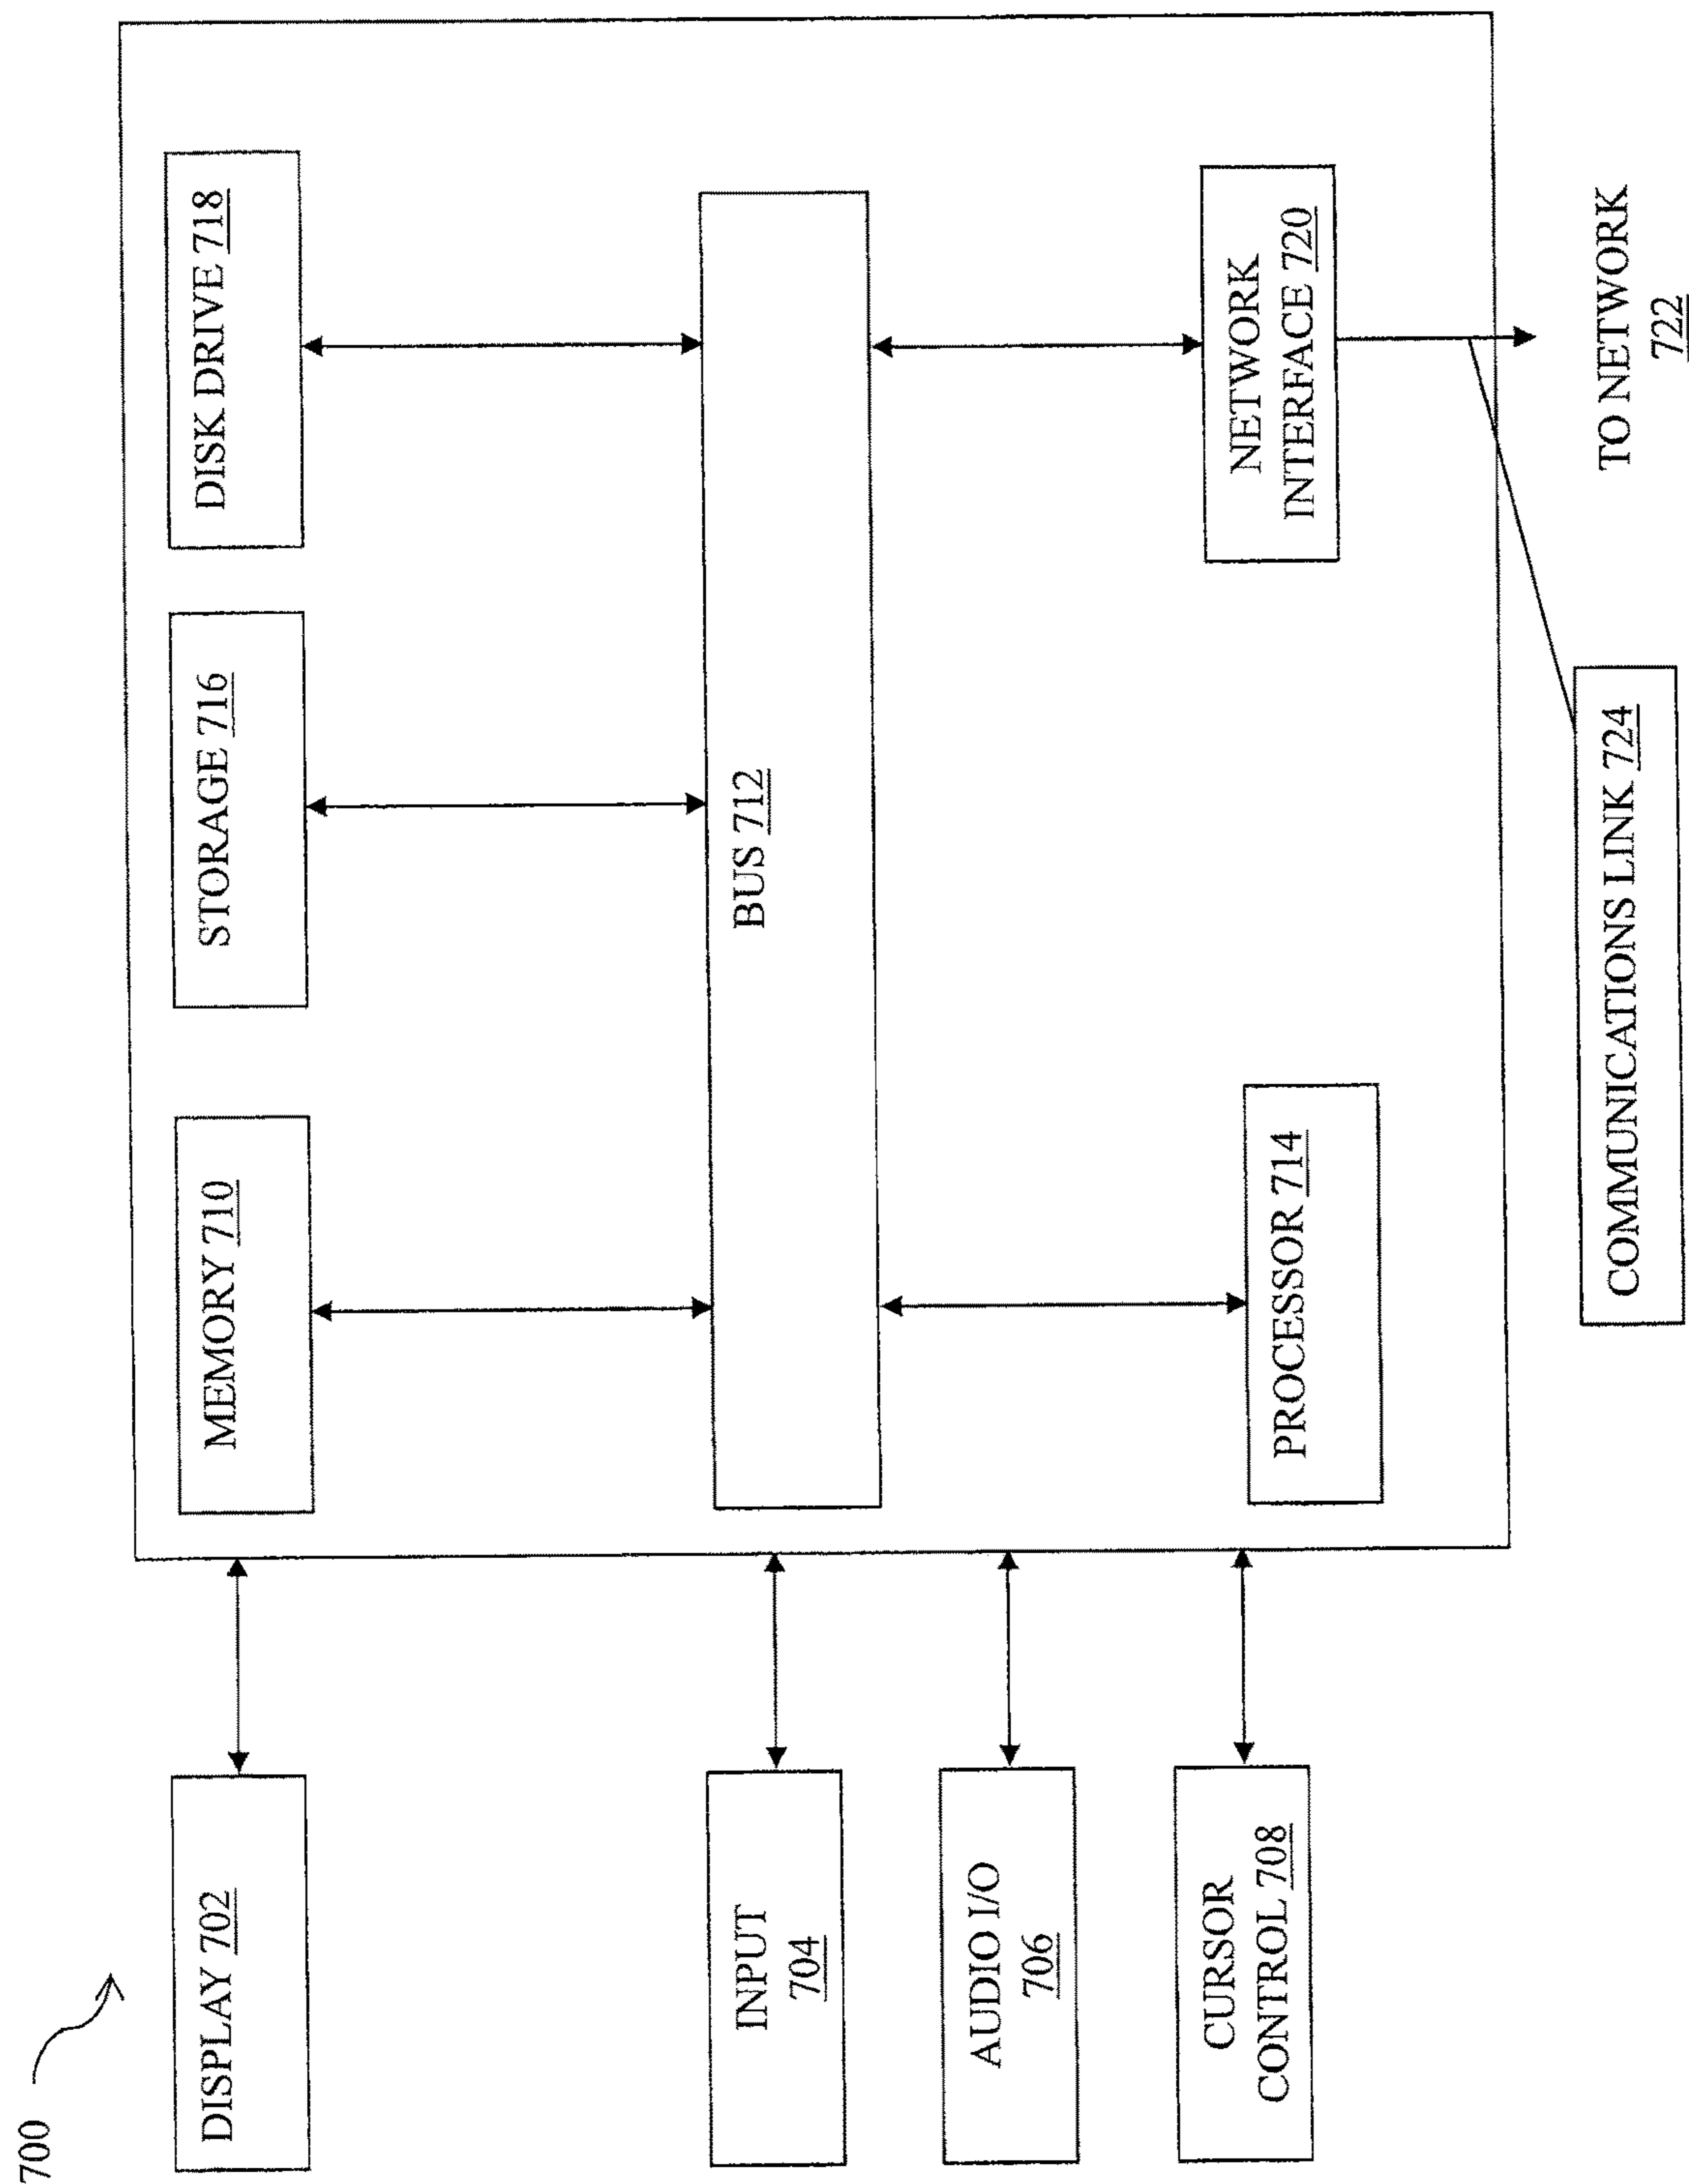 700
DISPLAY 702
INPUT
704
AUDIO I/O
706
CURSOR
CONTROL 708
MEMORY 710
STORAGE 716
DISK DRIVE 718
BUS 712
PROCESSOR 714
NETWORK
INTERFACE 720
COMMUNICATIONS LINK 724
TO NETWORK
722